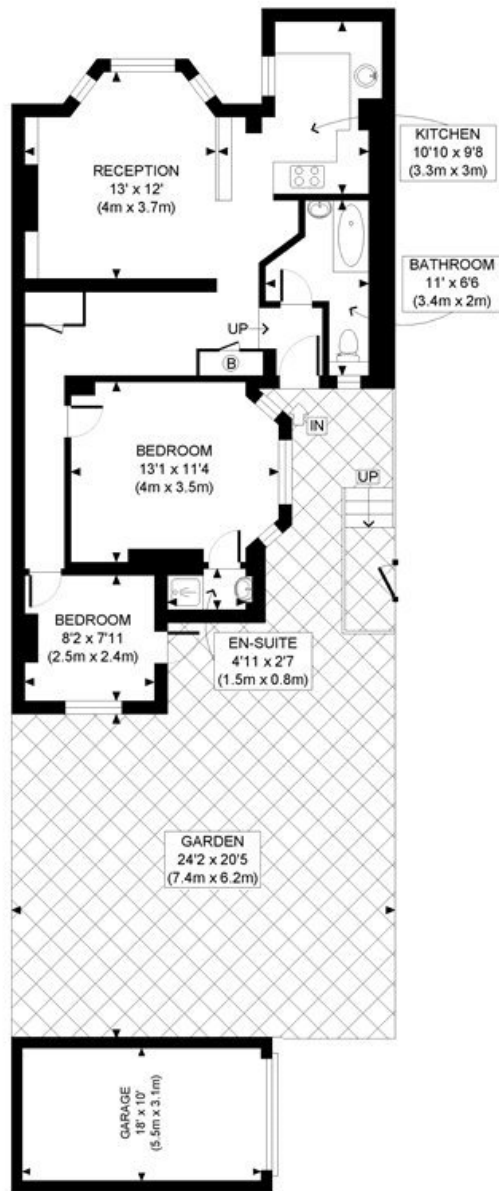 KITCHEN
10'10 x 9'8
(3.3m x 3m)
RECEPTION
13' x 12'
(4m x 3.7m)
BATHROOM
11' x 6'6
(3.4m x 2m)
UP
B
IN
BEDROOM
13'1 x 11'4
(4m x 3.5m)
UP
BEDROOM
8'2 x 7'11
(2.5m x 2.4m)
EN-SUITE
4'11 x 2'7
(1.5m x 0.8m)
GARDEN
24'2 x 20'5
(7.4m x 6.2m)
GARAGE
18' x 10'
(5.5m x 3.1m)